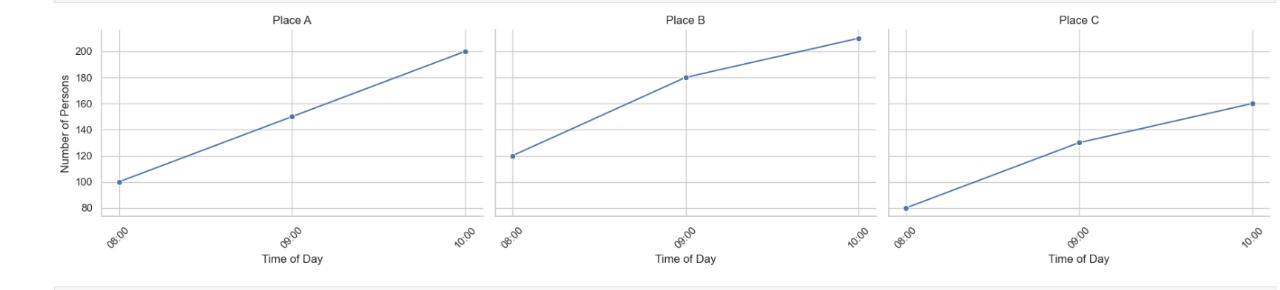 Place A
Place B
Place C
Number of Persons
200
180
160
140
120
100
80
08:00
09:00
10:00
08:00
09:00
10:00
08:00
09:00
10:00
Time of Day
Time of Day
Time of Day